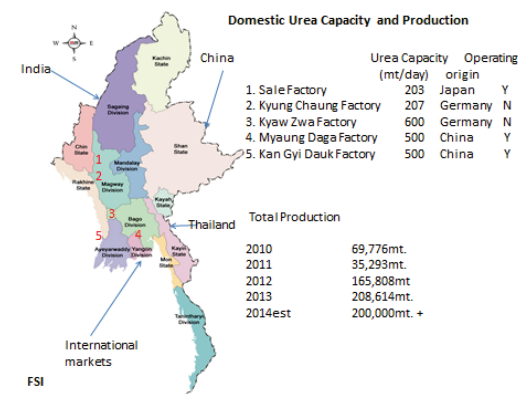 Domestic Urea Capacity and Production
N
W E
S
India
China
Kachin
State
Sagaing
Division
Chin
State
Shan
State
Mandalay
Division
Magway
Division
Rakhine
State
Kayah
State
Bago
Division
Ayeyarwaddy
Division
Yangon
Division
Kayin
State
Mon
State
Tanintharyi
Division
1
2
3
4
5
Thailand
International
markets
FSI
Urea Capacity Operating
(mt/day) origin
1. Sale Factory 203 Japan Y
2. Kyung Chaung Factory 207 Germany N
3. Kyaw Zwa Factory 600 Germany N
4. Myaung Daga Factory 500 China Y
5. Kan Gyi Dauk Factory 500 China Y
Total Production
2010 69,776mt.
2011 35,293mt.
2012 165,808mt
2013 208,614mt.
2014est 200,000mt. +